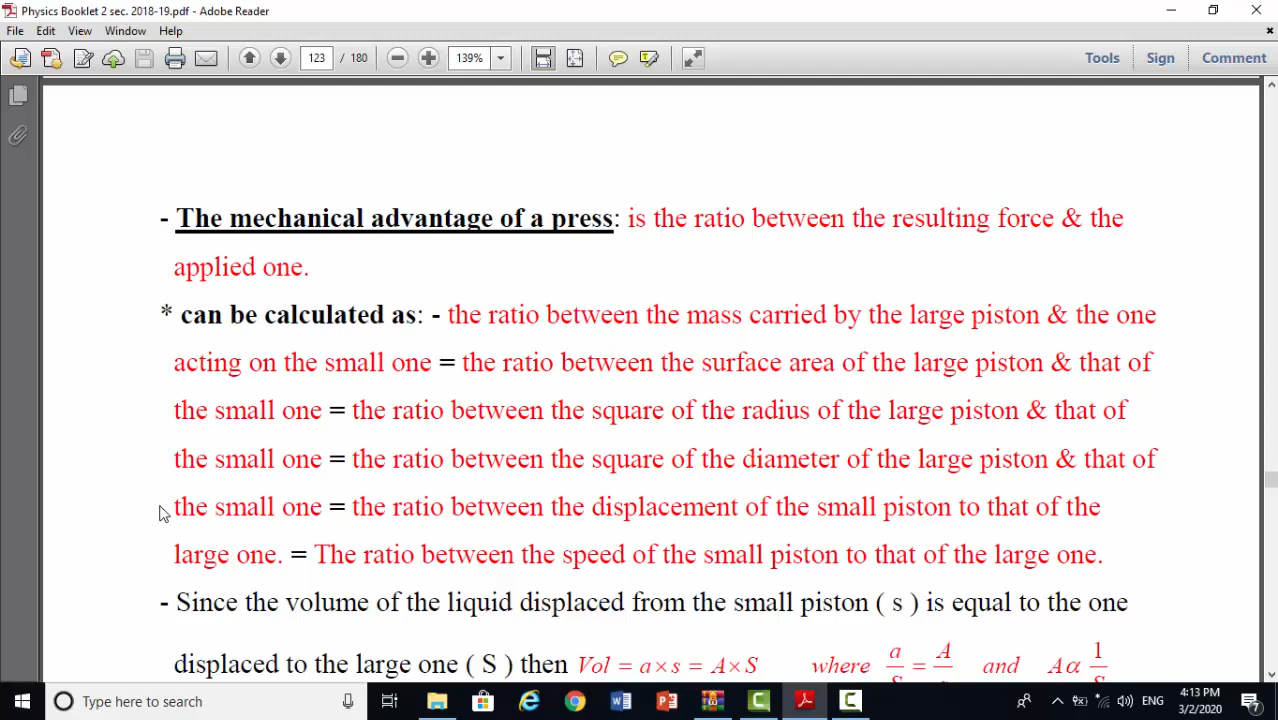 Physics Booklet 2 sec. 2018-19.pdf - Adobe Reader
File Edit View Window Help
123 / 180 139% Tools Sign Comment
- The mechanical advantage of a press: is the ratio between the resulting force & the
applied one.
* can be calculated as: - the ratio between the mass carried by the large piston & the one
acting on the small one = the ratio between the surface area of the large piston & that of
the small one = the ratio between the square of the radius of the large piston & that of
the small one = the ratio between the square of the diameter of the large piston & that of
the small one = the ratio between the displacement of the small piston to that of the
large one. = The ratio between the speed of the small piston to that of the large one.
- Since the volume of the liquid displaced from the small piston ( s ) is equal to the one
displaced to the large one ( S ) then Vol = a × s = A × S where a/S = A/ and A α 1/S
Type here to search
ENG
4:13 PM
3/2/2020
7